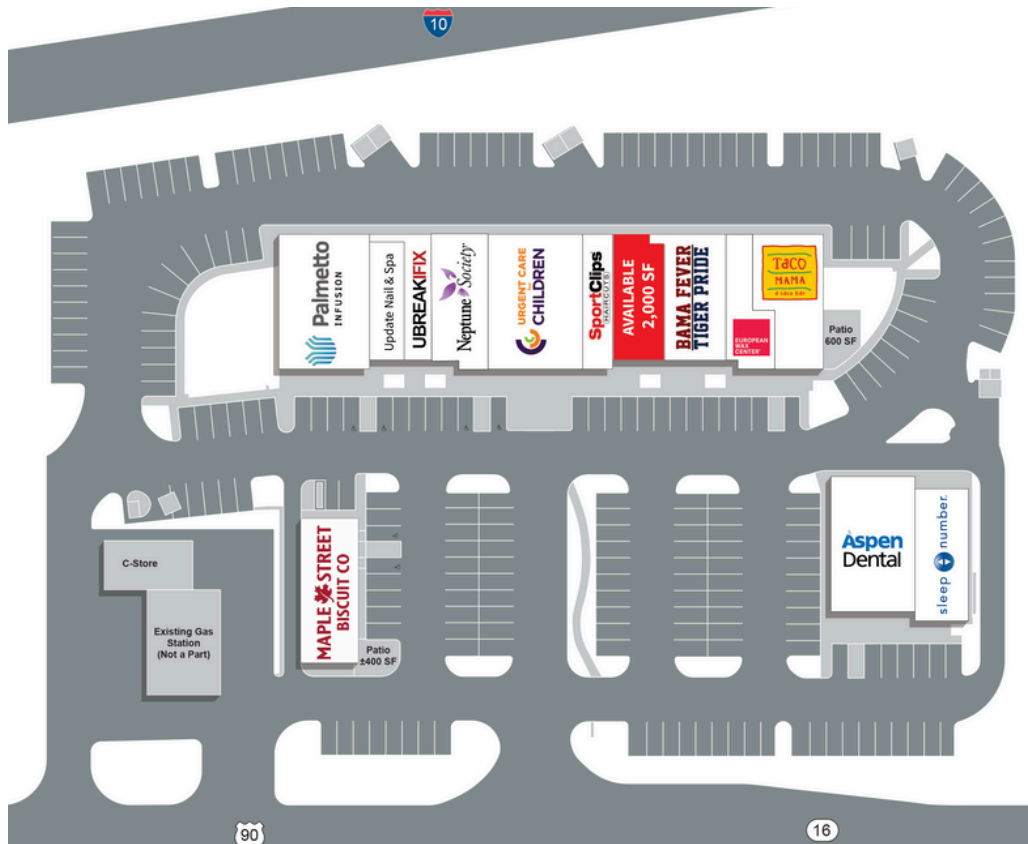 10
Palmetto
INFUSION
Update Nail & Spa
UBREAKIFIX
Neptune Society
URGENT CARE
for
CHILDREN
SportClips
HAIRCUTS
AVAILABLE
2,000 SF
BAMA FEVER
TIGER PRIDE
EUROPEAN
WAX
CENTER
TACO
MAMA
Patio
600 SF
C-Store
Existing Gas
Station
(Not a Part)
MAPLE STREET
BISCUIT CO
Patio
±400 SF
Aspen
Dental
sleep number.
90
16